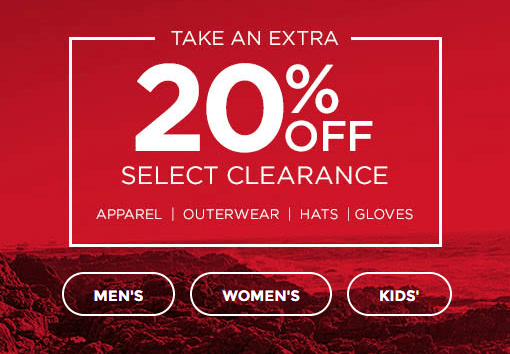 TAKE AN EXTRA
20% OFF
SELECT CLEARANCE
APPAREL | OUTERWEAR | HATS | GLOVES
MEN'S WOMEN'S KIDS'